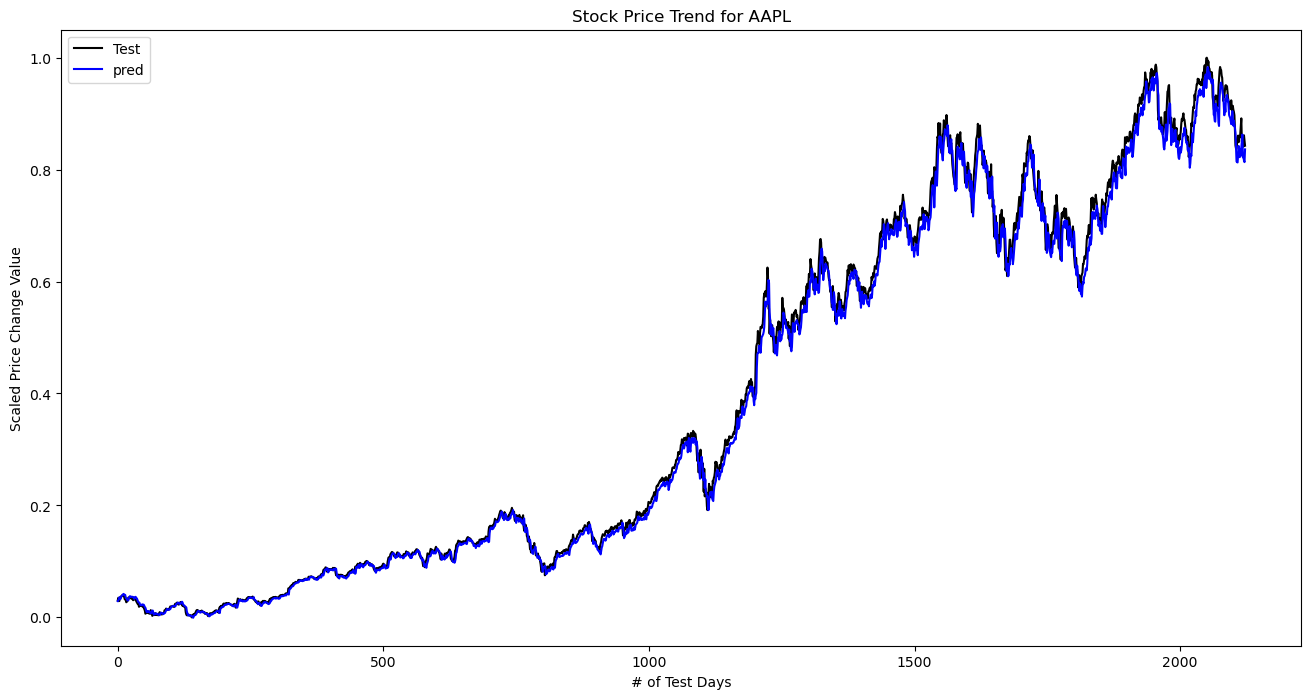 Stock Price Trend for AAPL
Test
pred
1.0
0.8
0.6
0.4
0.2
0.0
Scaled Price Change Value
0
500
1000
1500
2000
# of Test Days